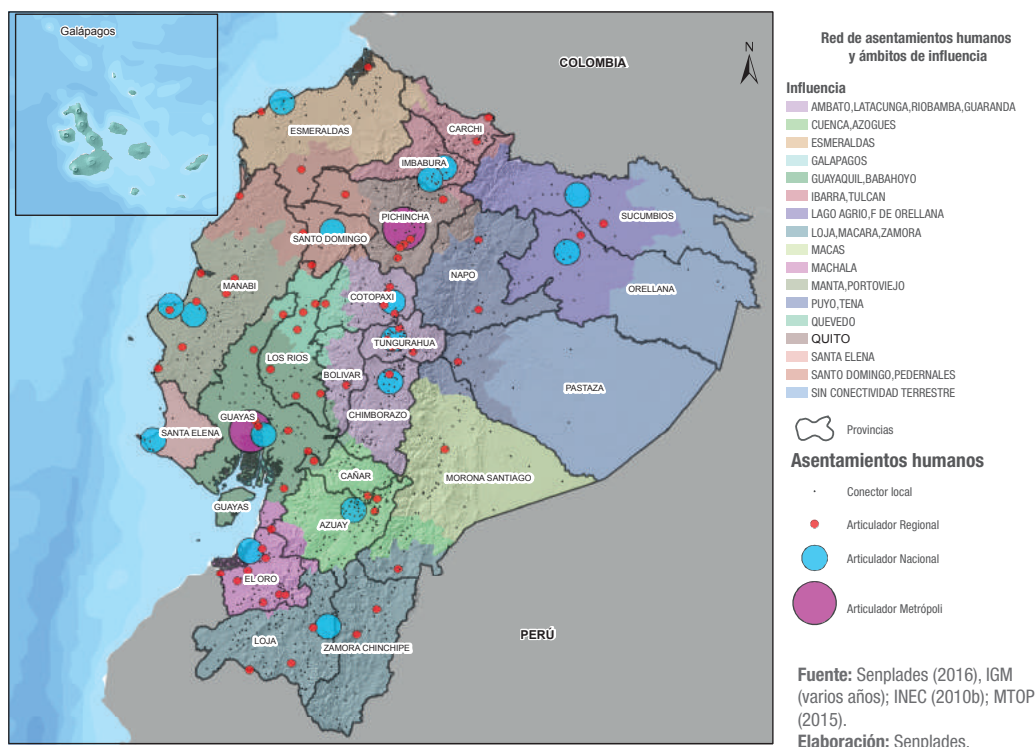 Galápagos
N
COLOMBIA
ESMERALDAS
CARCHI
IMBABURA
SUCUMBIOS
PICHINCHA
SANTO DOMINGO
NAPO
MANABI
ORELLANA
COTOPAXI
TUNGURAHUA
LOS RIOS
BOLIVAR
PASTAZA
CHIMBORAZO
GUAYAS
SANTA ELENA
CAÑAR
MORONA SANTIAGO
GUAYAS
AZUAY
EL ORO
PERÚ
LOJA
ZAMORA CHINCHIPE
Red de asentamientos humanos
y ámbitos de influencia
Influencia
AMBATO,LATACUNGA,RIOBAMBA,GUARANDA
CUENCA,AZOGUES
ESMERALDAS
GALAPAGOS
GUAYAQUIL,BABAHOYO
IBARRA,TULCAN
LAGO AGRIO,F DE ORELLANA
LOJA,MACARA,ZAMORA
MACAS
MACHALA
MANTA,PORTOVIEJO
PUYO,TENA
QUEVEDO
QUITO
SANTA ELENA
SANTO DOMINGO,PEDERNALES
SIN CONECTIVIDAD TERRESTRE
Provincias
Asentamientos humanos
Conector local
Articulador Regional
Articulador Nacional
Articulador Metrópoli
Fuente: Senplades (2016), IGM
(varios años); INEC (2010b); MTOP
(2015).
Elaboración: Senplades.